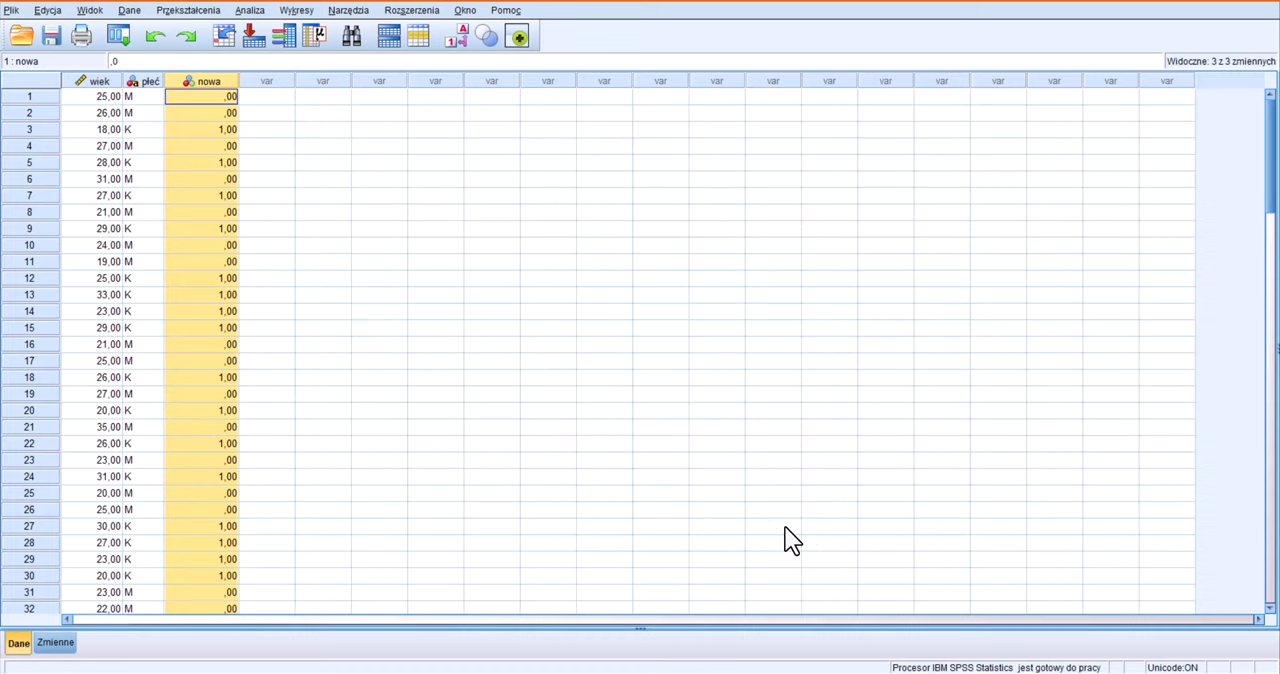 Plik Edycja Widok Dane Przekształcenia Analiza Wykresy Narzędzia Rozszerzenia Okno Pomoc
1 : nowa ,0 Widoczne: 3 z 3 zmiennych
wiek płeć nowa var var var var var var var var var var var var var var var var var
1 25,00 M ,00
2 26,00 M ,00
3 18,00 K 1,00
4 27,00 M ,00
5 28,00 K 1,00
6 31,00 M ,00
7 27,00 K 1,00
8 21,00 M ,00
9 29,00 K 1,00
10 24,00 M ,00
11 19,00 M ,00
12 25,00 K 1,00
13 33,00 K 1,00
14 23,00 K 1,00
15 29,00 K 1,00
16 21,00 M ,00
17 25,00 M ,00
18 26,00 K 1,00
19 27,00 M ,00
20 20,00 K 1,00
21 35,00 M ,00
22 26,00 K 1,00
23 23,00 M ,00
24 31,00 K 1,00
25 20,00 M ,00
26 25,00 M ,00
27 30,00 K 1,00
28 27,00 K 1,00
29 23,00 K 1,00
30 20,00 K 1,00
31 23,00 M ,00
32 22,00 M ,00
Dane Zmienne
Procesor IBM SPSS Statistics jest gotowy do pracy Unicode:ON